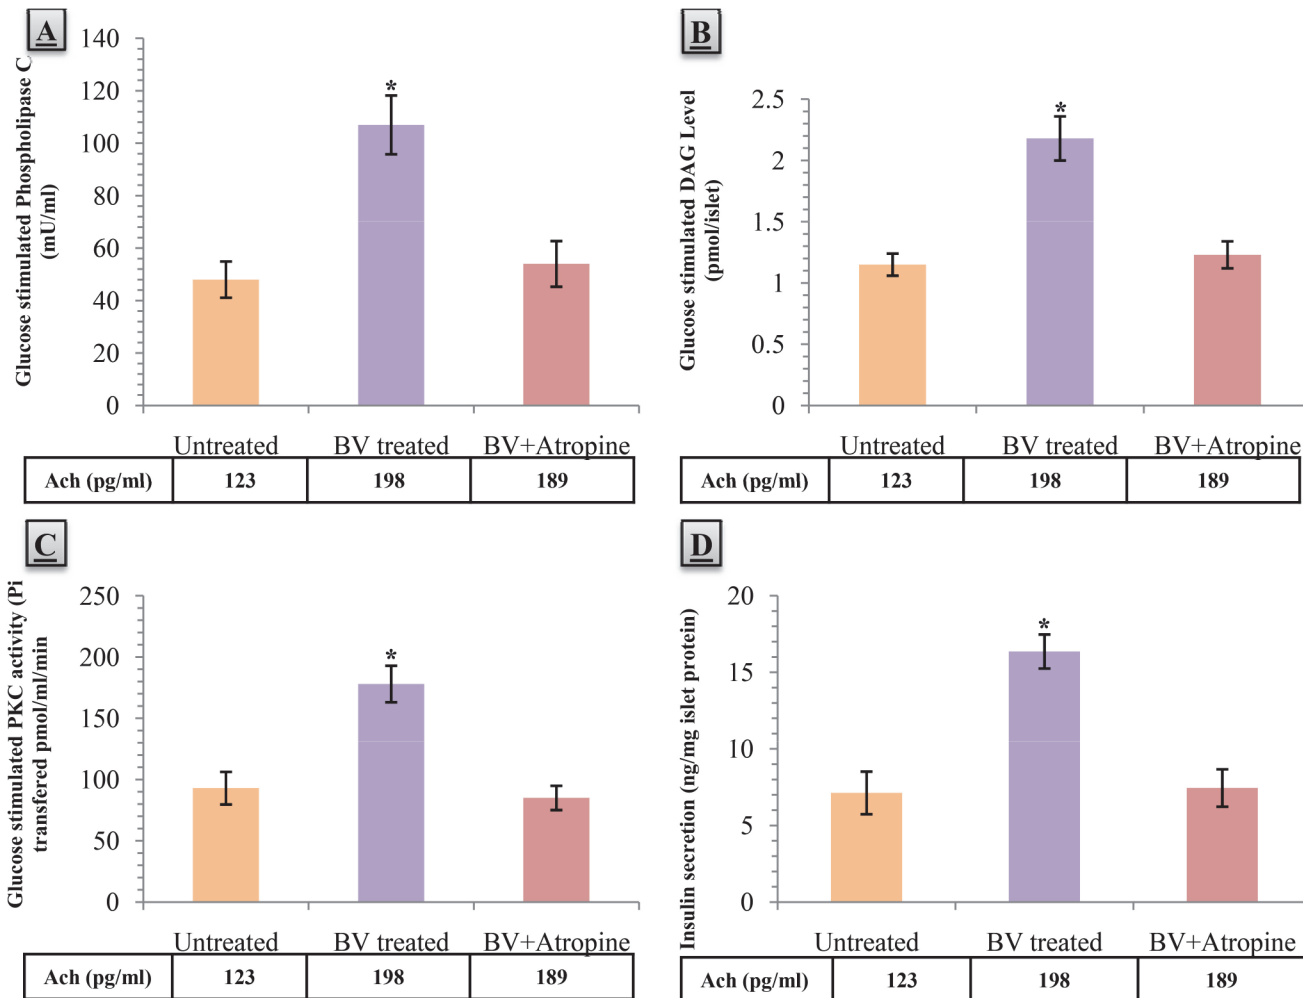 A
Glucose stimulated Phospholipase C
(mU/ml)
140
120
100
80
60
40
20
0
*
Untreated BV treated BV+Atropine
Ach (pg/ml) 123 198 189
B
Glucose stimulated DAG Level
(pmol/islet)
2.5
2
1.5
1
0.5
0
*
Untreated BV treated BV+Atropine
Ach (pg/ml) 123 198 189
C
Glucose stimulated PKC activity (Pi
transfered pmol/ml/min
250
200
150
100
50
0
*
Untreated BV treated BV+Atropine
Ach (pg/ml) 123 198 189
D
Insulin secretion (ng/mg islet protein)
20
15
10
5
0
*
Untreated BV treated BV+Atropine
Ach (pg/ml) 123 198 189